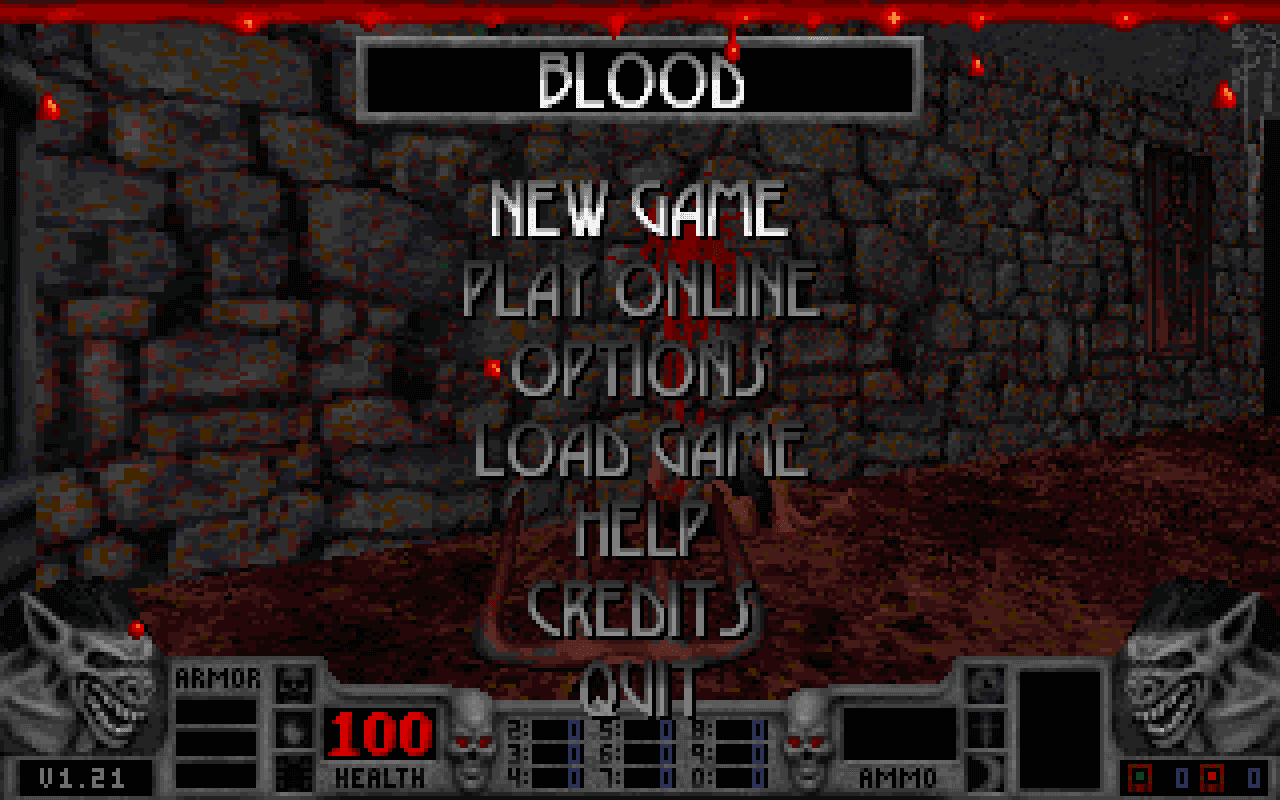 BLOOD
NEW GAME
PLAY ONLINE
OPTIONS
LOAD GAME
HELP
CREDITS
QUIT
ARMOR
100
HEALTH
2: 0 5: 0 8: 0
3: 0 6: 0 9: 0
4: 0 7: 0 0: 0
AMMO
V1.21
0 0